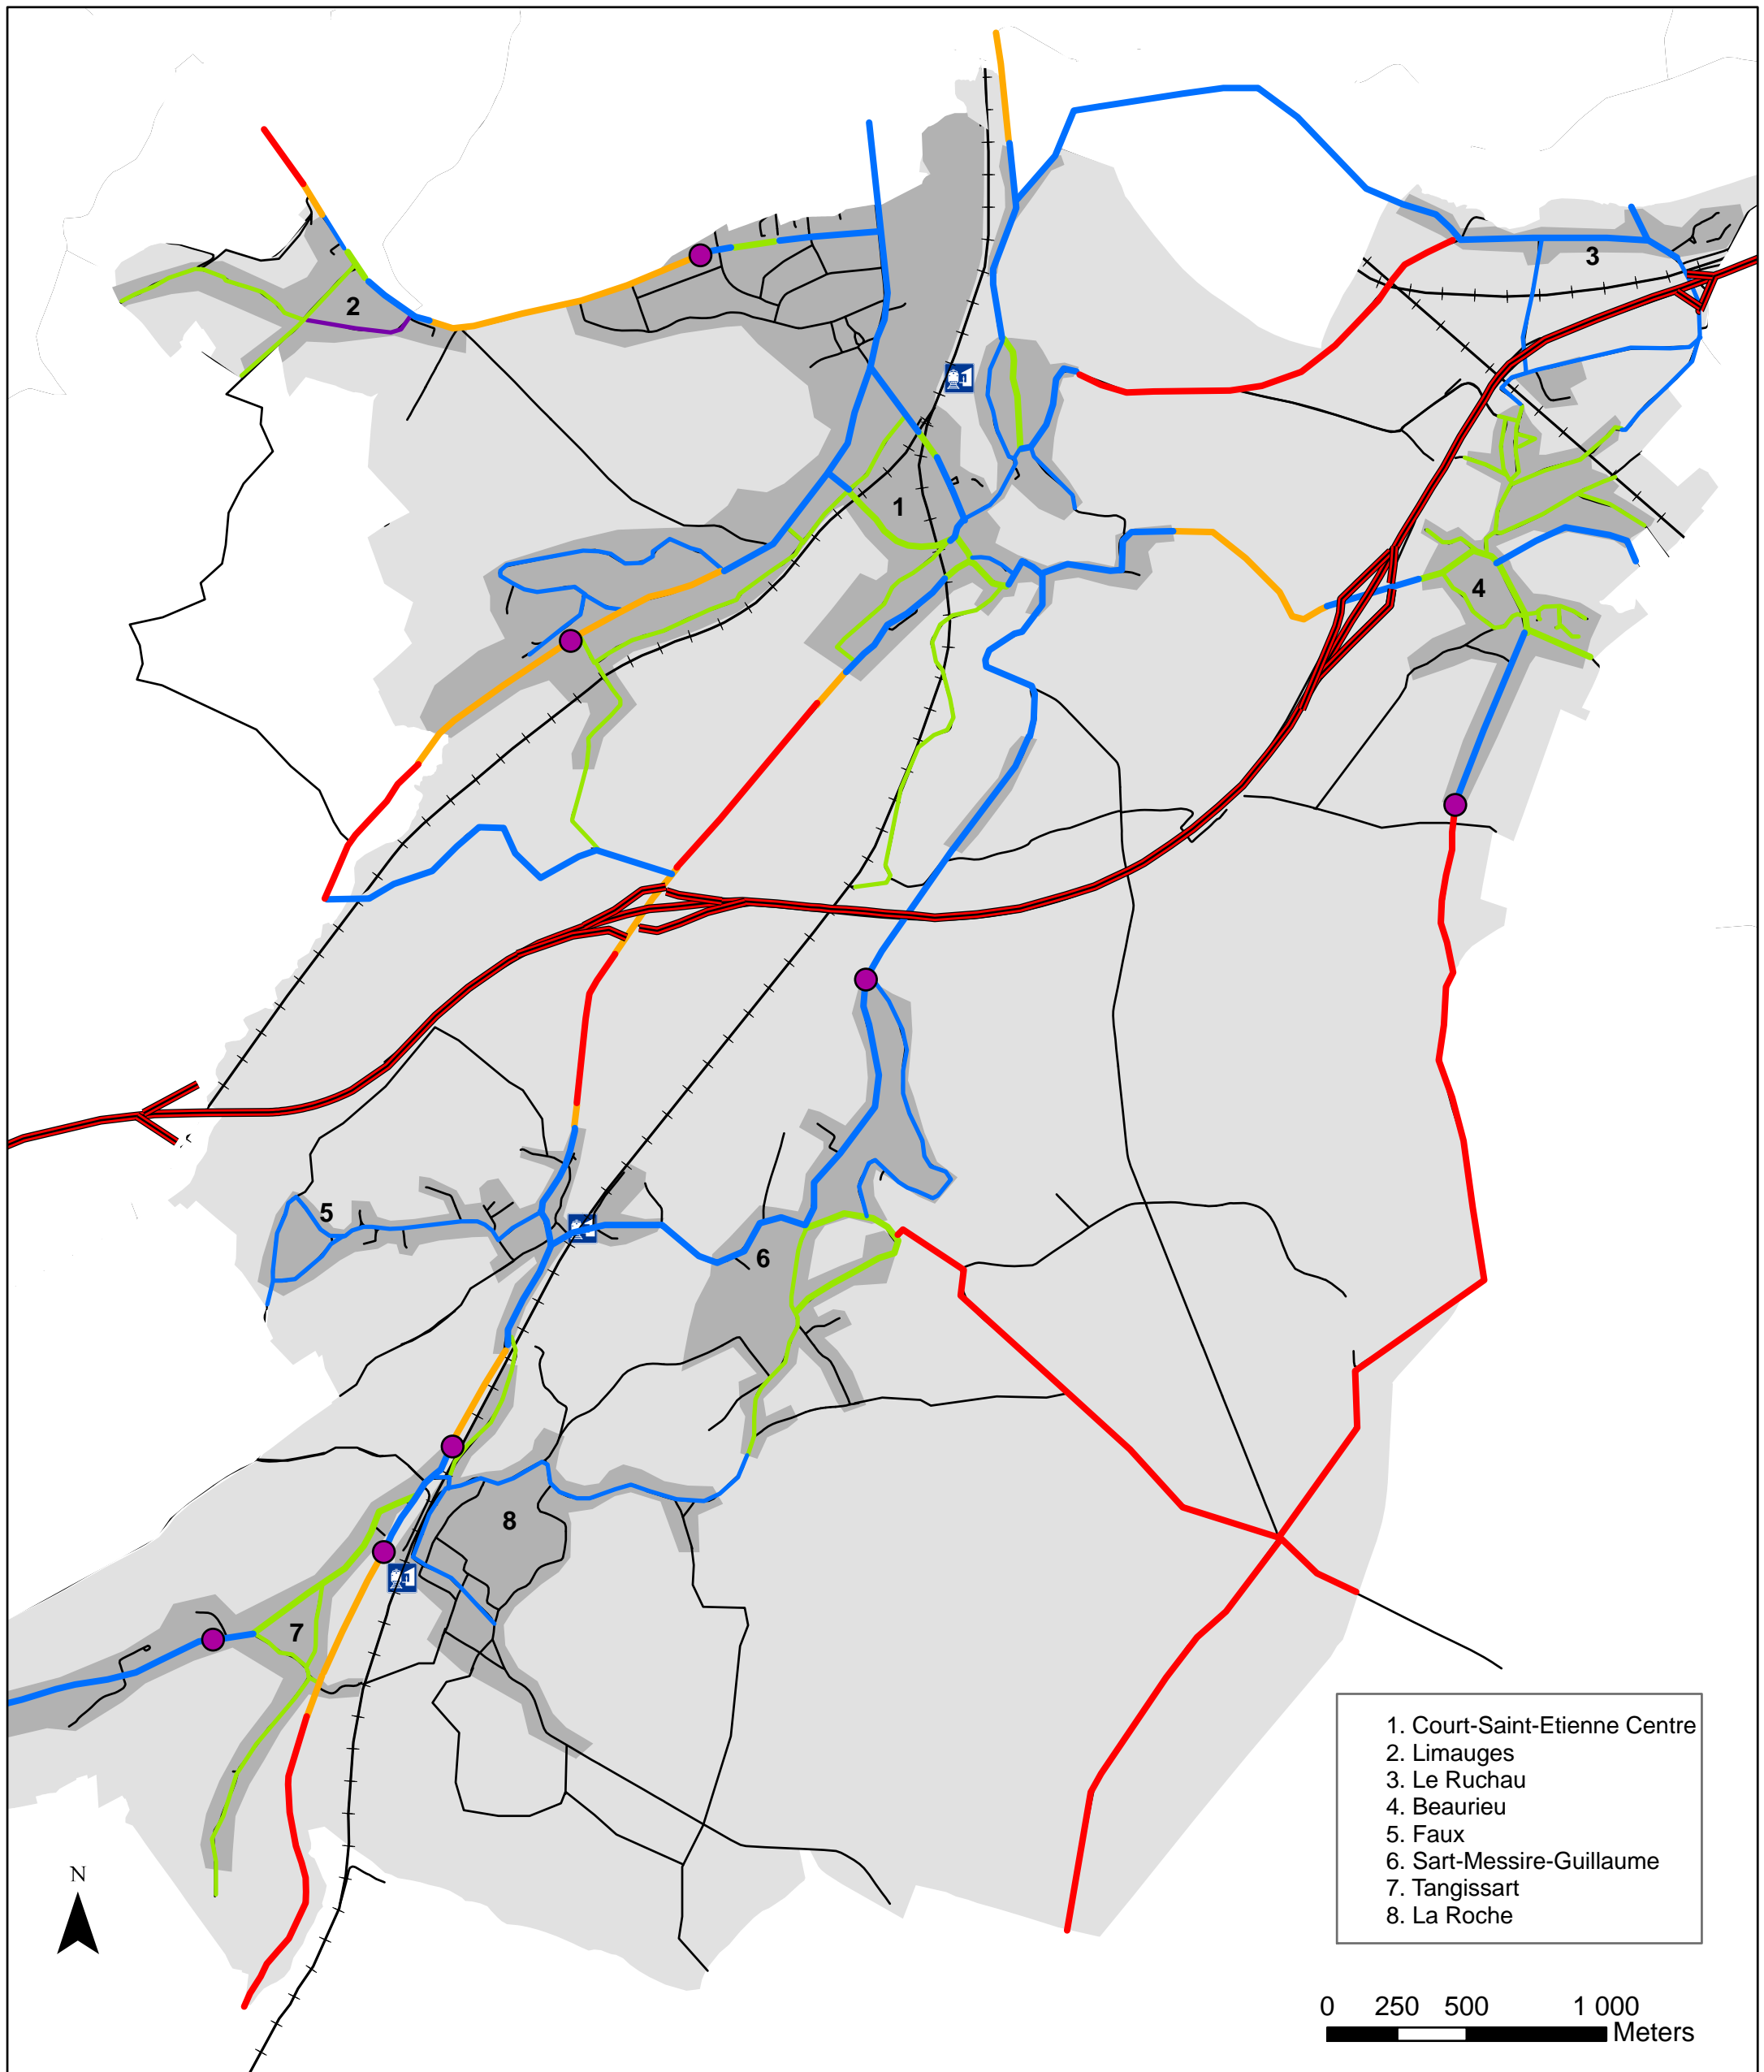 3
2
1
4
5
6
8
7
1. Court-Saint-Etienne Centre
2. Limauges
3. Le Ruchau
4. Beaurieu
5. Faux
6. Sart-Messire-Guillaume
7. Tangissart
8. La Roche
N
0 250 500 1 000
Meters